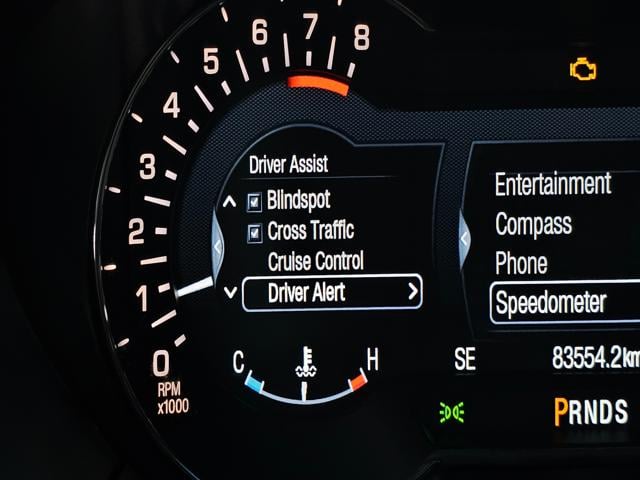 8
7
6
5
4
3
2
1
0
RPM
x1000
Driver Assist
Blindspot
Cross Traffic
Cruise Control
Driver Alert
C H
Entertainment
Compass
Phone
Speedometer
SE 83554.2km
PRNDS